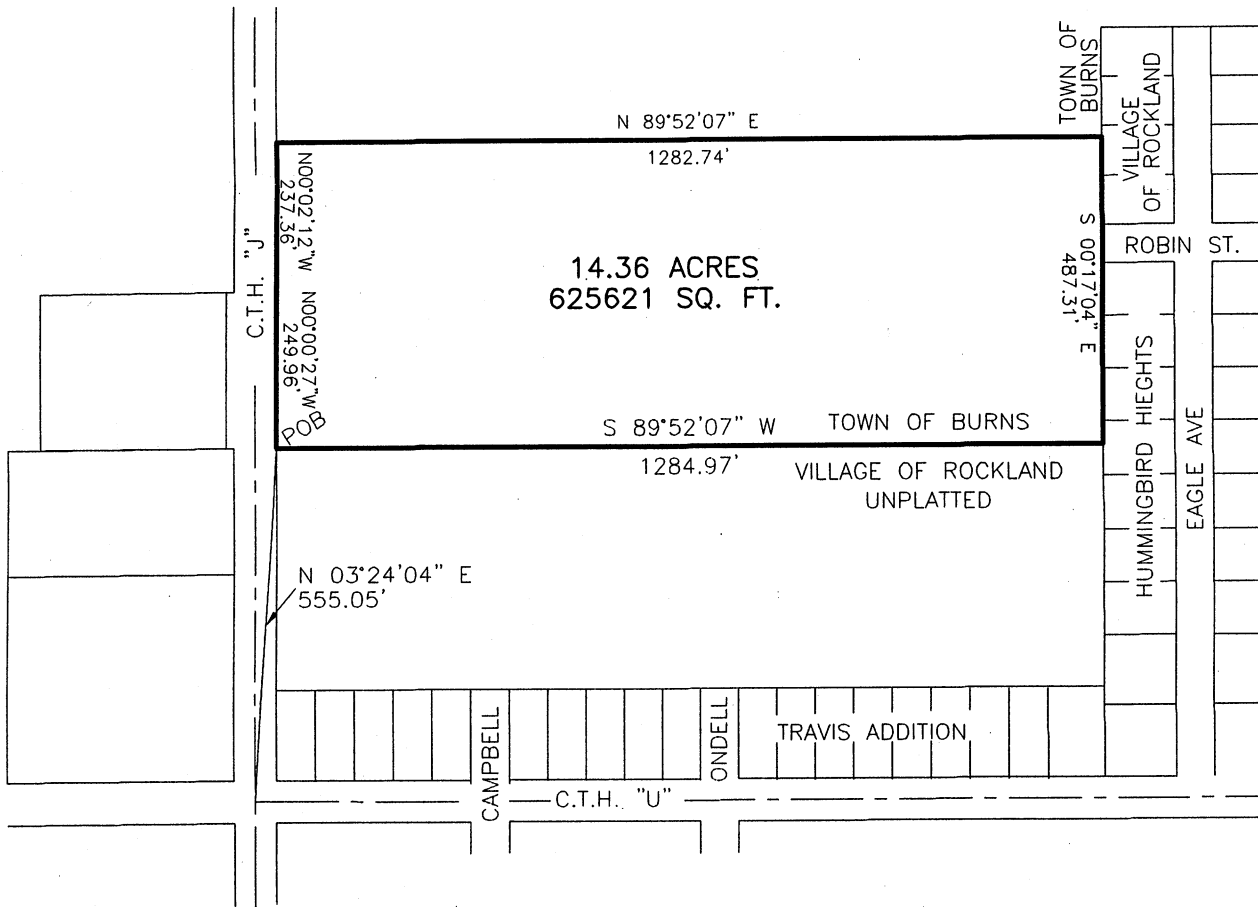 TOWN OF
BURNS
VILLAGE
OF ROCKLAND
N 89°52'07" E
1282.74'
N00°02'12"W
237.36'
C.T.H. "J"
14.36 ACRES
625621 SQ. FT.
S 00°17'04" E
487.31'
ROBIN ST.
N00°00'27"W
249.96'
POB
S 89°52'07" W
TOWN OF BURNS
1284.97'
VILLAGE OF ROCKLAND
UNPLATTED
HUMMINGBIRD HIEGHTS
EAGLE AVE
N 03°24'04" E
555.05'
CAMPBELL
ONDELL
TRAVIS ADDITION
C.T.H. "U"